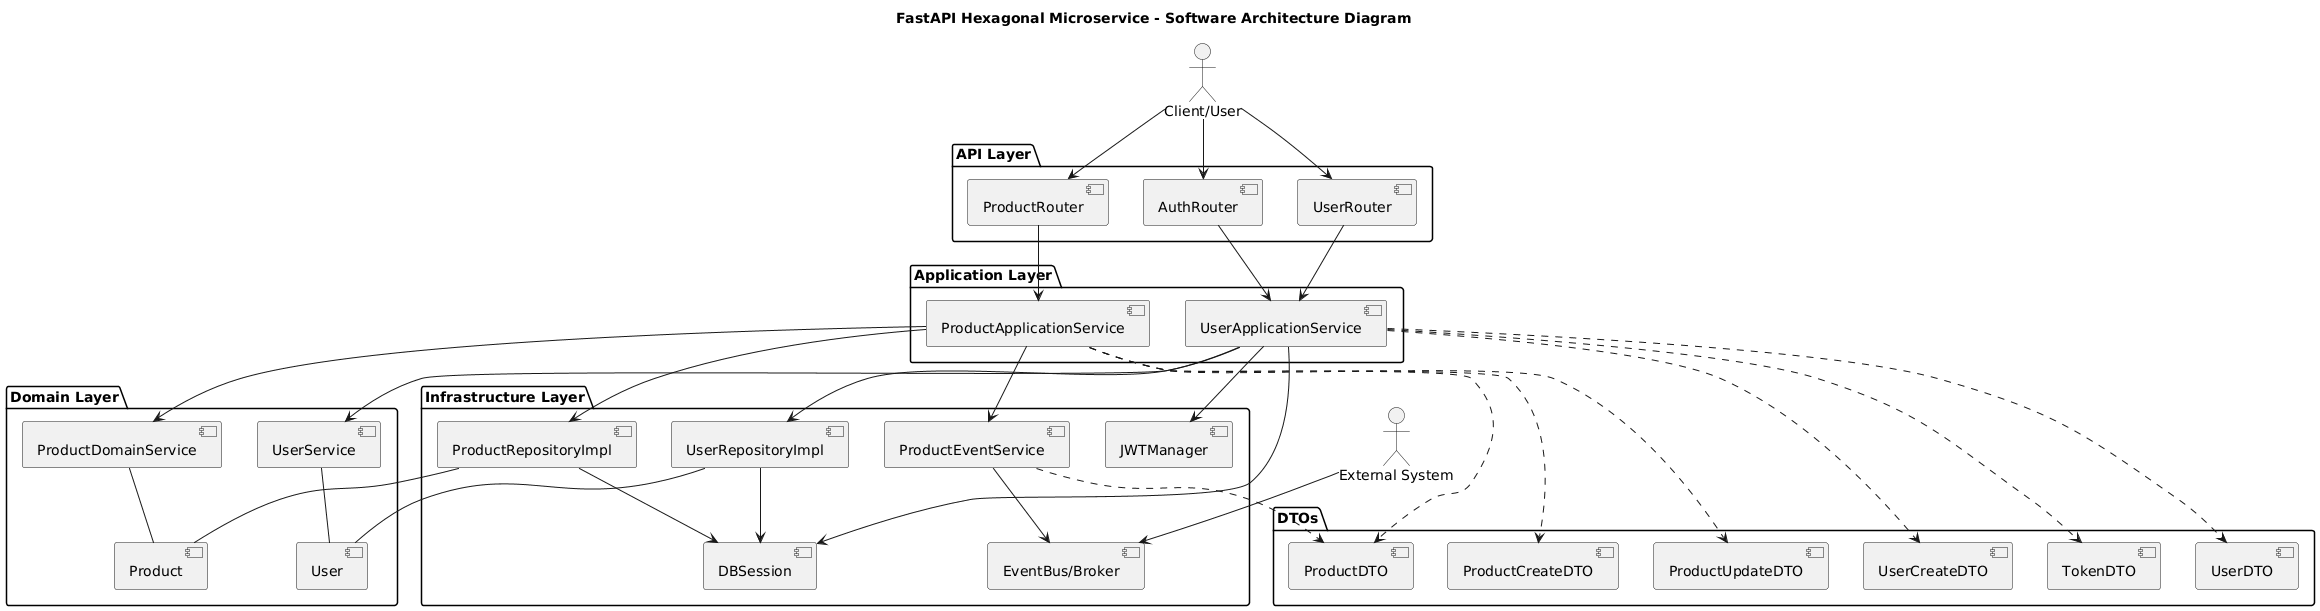 FastAPI Hexagonal Microservice - Software Architecture Diagram
Client/User
API Layer
ProductRouter
AuthRouter
UserRouter
Application Layer
ProductApplicationService
UserApplicationService
Domain Layer
ProductDomainService
UserService
Product
User
Infrastructure Layer
ProductRepositoryImpl
UserRepositoryImpl
ProductEventService
JWTManager
DBSession
EventBus/Broker
External System
DTOs
ProductDTO
ProductCreateDTO
ProductUpdateDTO
UserCreateDTO
TokenDTO
UserDTO